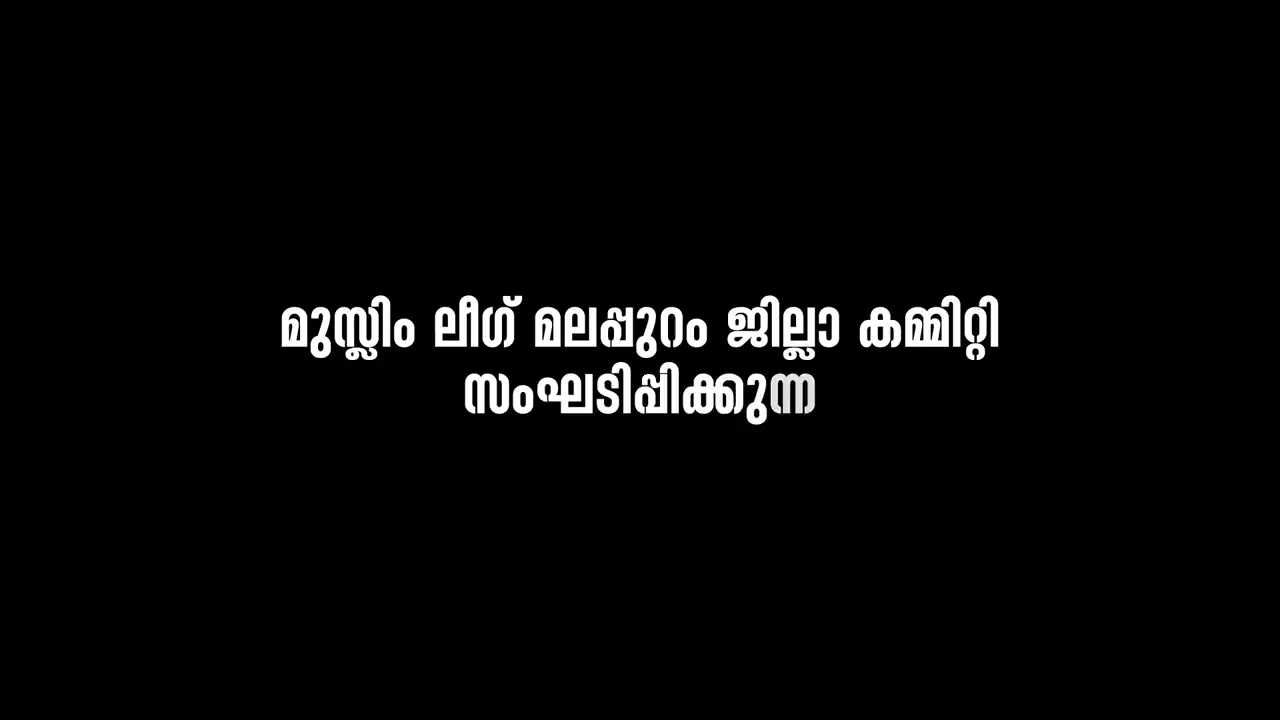 മുസ്ലിം ലീഗ് മലപ്പുറം ജില്ലാ കമ്മിറ്റി
സംഘടിപ്പിക്കുന്ന